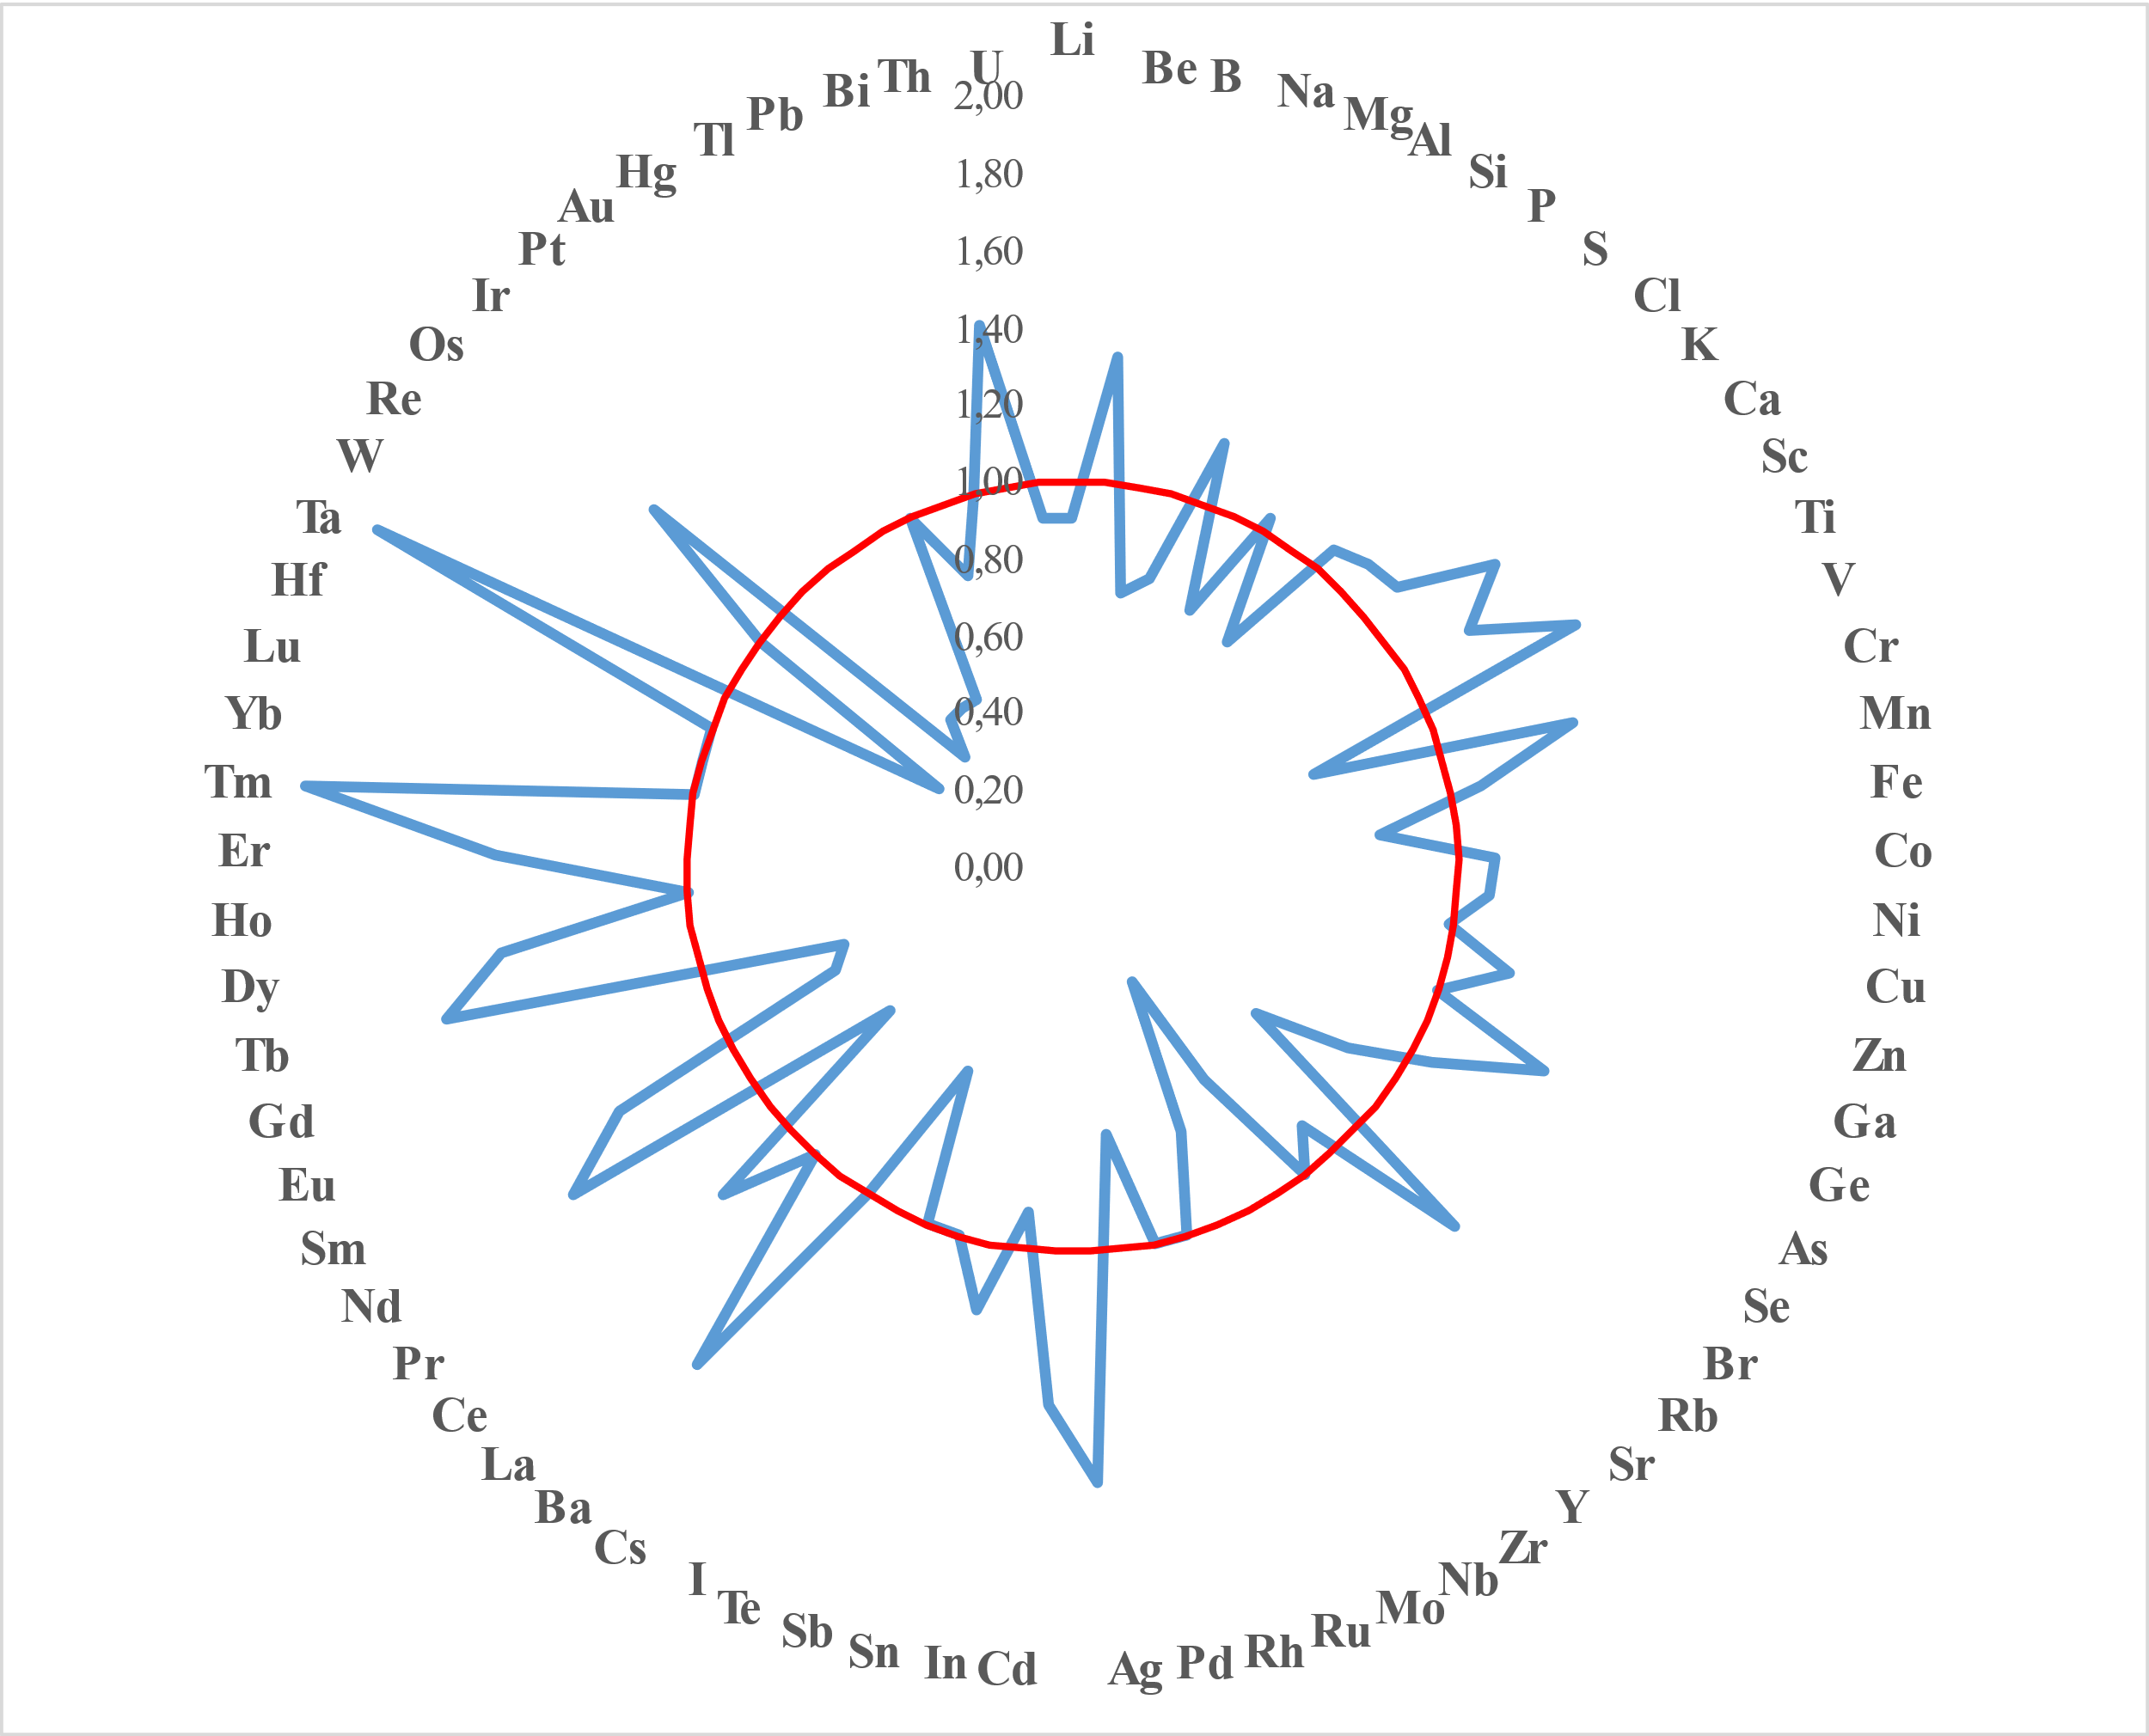 Li
Be
B
Na
Mg
Al
Si
P
S
Cl
K
Ca
Sc
Ti
V
Cr
Mn
Fe
Co
Ni
Cu
Zn
Ga
Ge
As
Se
Br
Rb
Sr
Y
Zr
Nb
Mo
Ru
Rh
Pd
Ag
Cd
In
Sn
Sb
Te
I
Cs
Ba
La
Ce
Pr
Nd
Sm
Eu
Gd
Tb
Dy
Ho
Er
Tm
Yb
Lu
Hf
Ta
W
Re
Os
Ir
Pt
Au
Hg
Tl
Pb
Bi
Th
U
2,00
1,80
1,60
1,40
1,20
1,00
0,80
0,60
0,40
0,20
0,00